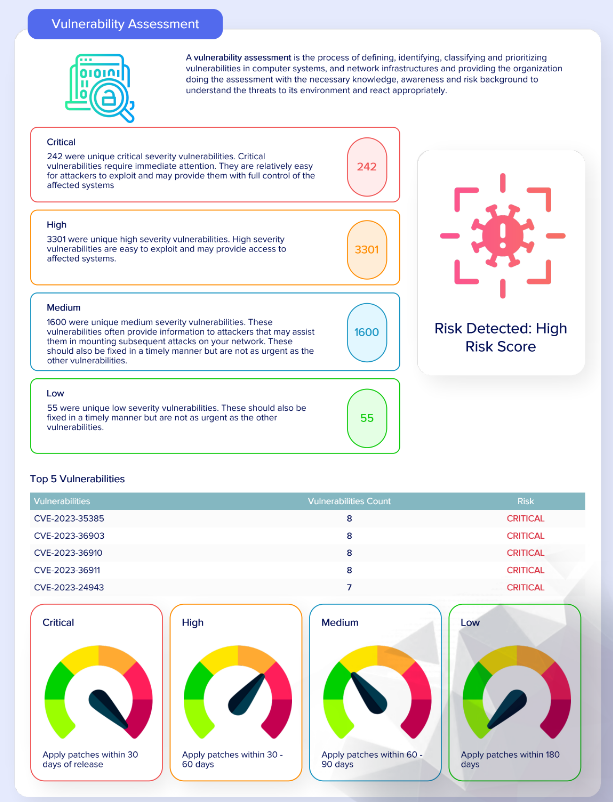 Vulnerability Assessment
A vulnerability assessment is the process of defining, identifying, classifying and prioritizing
vulnerabilities in computer systems, and network infrastructures and providing the organization
doing the assessment with the necessary knowledge, awareness and risk background to
understand the threats to its environment and react appropriately.
Critical
242 were unique critical severity vulnerabilities. Critical
vulnerabilities require immediate attention. They are relatively easy
for attackers to exploit and may provide them with full control of the
affected systems
242
High
3301 were unique high severity vulnerabilities. High severity
vulnerabilities are easy to exploit and may provide access to
affected systems.
3301
Medium
1600 were unique medium severity vulnerabilities. These
vulnerabilities often provide information to attackers that may assist
them in mounting subsequent attacks on your network. These
should also be fixed in a timely manner but are not as urgent as the
other vulnerabilities.
1600
Low
55 were unique low severity vulnerabilities. These should also be
fixed in a timely manner but are not as urgent as the other
vulnerabilities.
55
Risk Detected: High
Risk Score
Top 5 Vulnerabilities
Vulnerabilities Vulnerabilities Count Risk
CVE-2023-35385 8 CRITICAL
CVE-2023-36903 8 CRITICAL
CVE-2023-36910 8 CRITICAL
CVE-2023-36911 8 CRITICAL
CVE-2023-24943 7 CRITICAL
Critical
Apply patches within 30
days of release
High
Apply patches within 30 -
60 days
Medium
Apply patches within 60 -
90 days
Low
Apply patches within 180
days